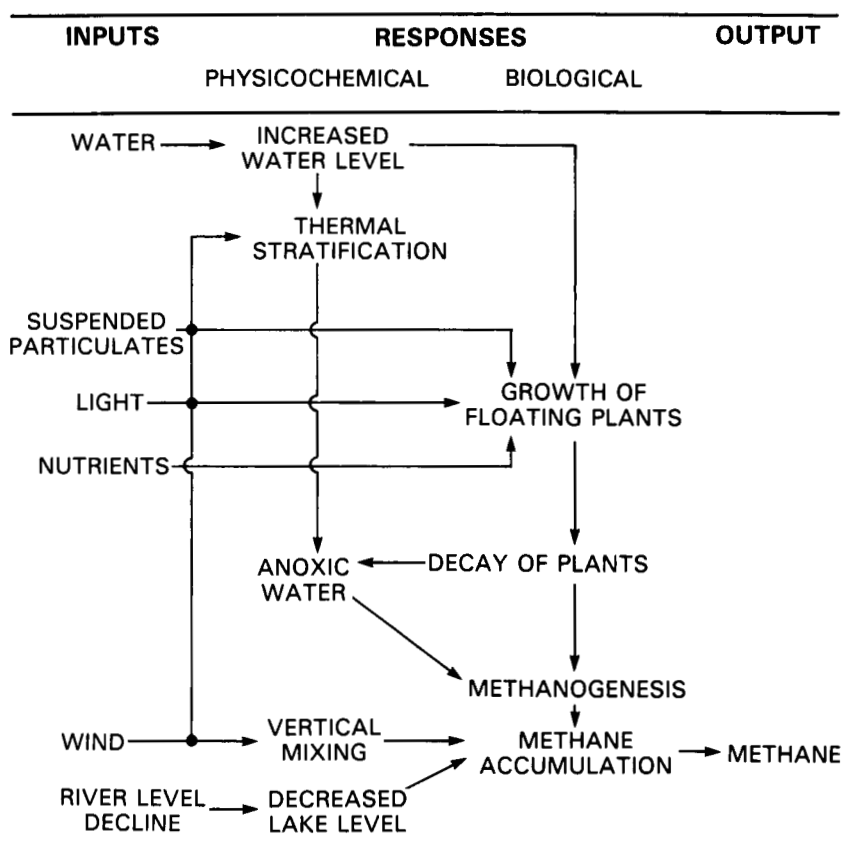 INPUTS RESPONSES OUTPUT
PHYSICOCHEMICAL BIOLOGICAL
WATER
INCREASED
WATER LEVEL
THERMAL
STRATIFICATION
SUSPENDED
PARTICULATES
LIGHT
GROWTH OF
FLOATING PLANTS
NUTRIENTS
ANOXIC
WATER
DECAY OF PLANTS
METHANOGENESIS
WIND
VERTICAL
MIXING
METHANE
ACCUMULATION
METHANE
RIVER LEVEL
DECLINE
DECREASED
LAKE LEVEL